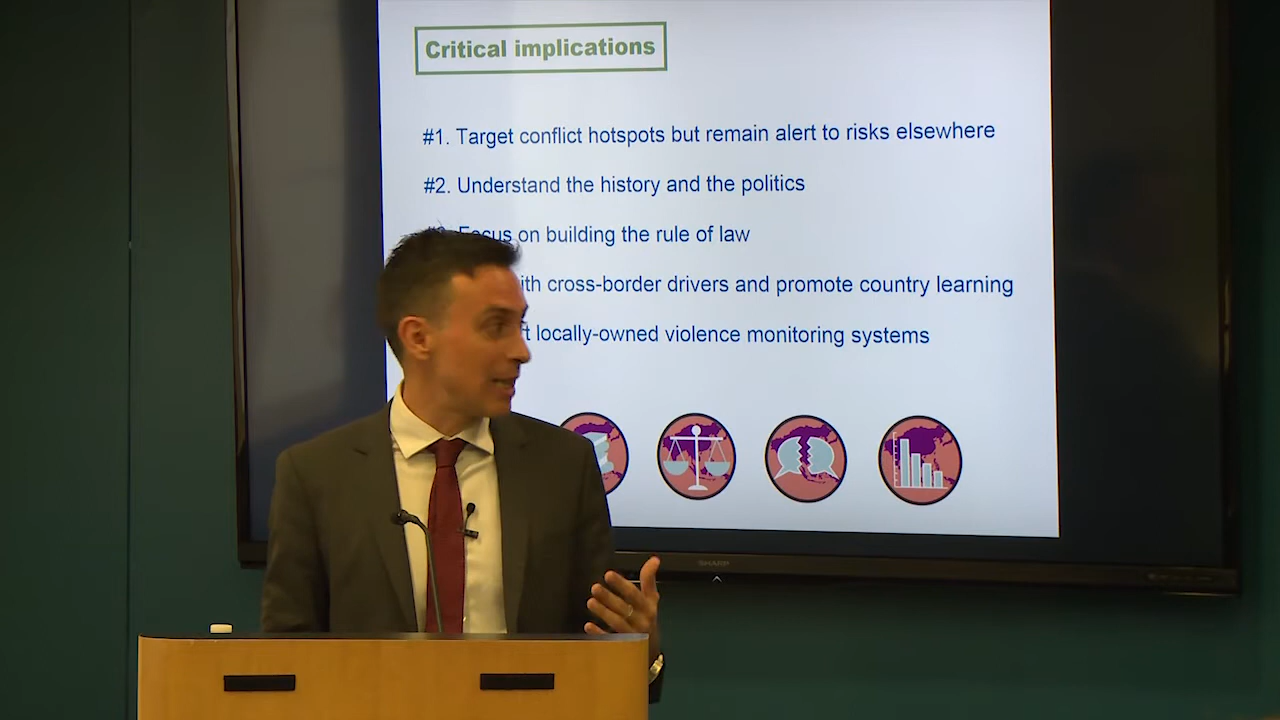 Critical implications
#1. Target conflict hotspots but remain alert to risks elsewhere
#2. Understand the history and the politics
Focus on building the rule of law
cross-border drivers and promote country learning
locally-owned violence monitoring systems
SHARP